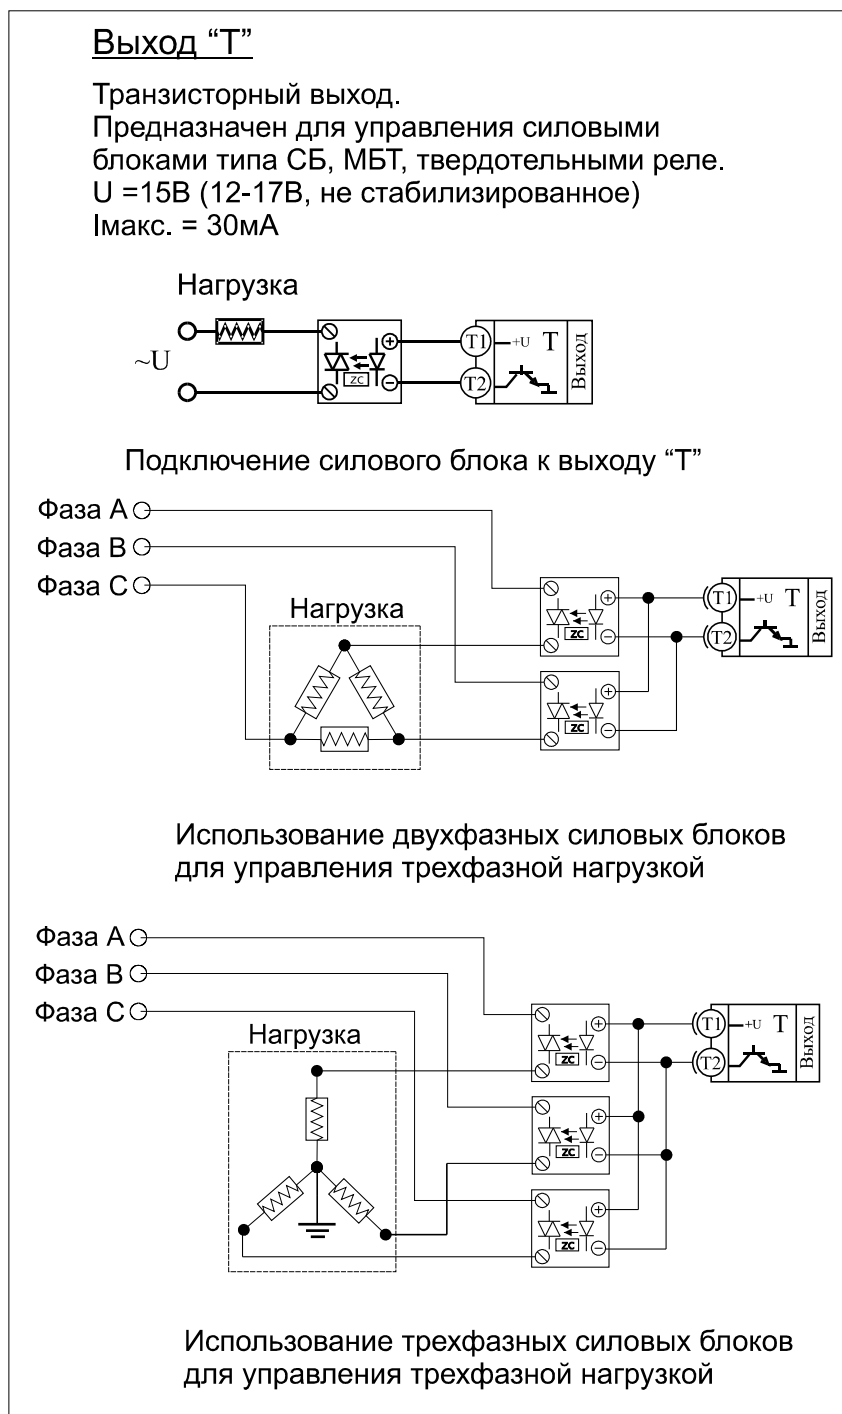 Выход “Т”
Транзисторный выход.
Предназначен для управления силовыми
блоками типа СБ, МБТ, твердотельными реле.
U =15В (12-17В, не стабилизированное)
Iмакс. = 30мА
Нагрузка
~U
ZC
T1
+U
T
T2
Выход
Подключение силового блока к выходу “Т”
Фаза А
Фаза В
Фаза С
Нагрузка
ZC
ZC
T1
+U
T
T2
Выход
Использование двухфазных силовых блоков
для управления трехфазной нагрузкой
Фаза А
Фаза В
Фаза С
Нагрузка
ZC
ZC
ZC
T1
+U
T
T2
Выход
Использование трехфазных силовых блоков
для управления трехфазной нагрузкой